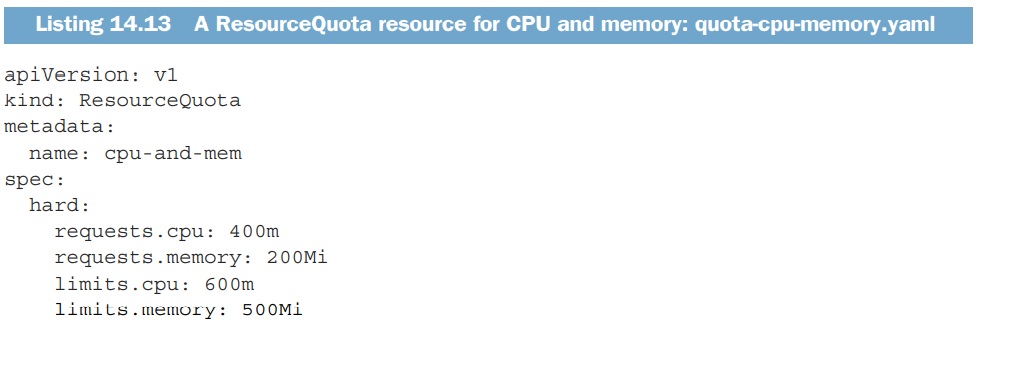 Listing 14.13 A ResourceQuota resource for CPU and memory: quota-cpu-memory.yaml
apiVersion: v1
kind: ResourceQuota
metadata:
  name: cpu-and-mem
spec:
  hard:
    requests.cpu: 400m
    requests.memory: 200Mi
    limits.cpu: 600m
    limits.memory: 500Mi